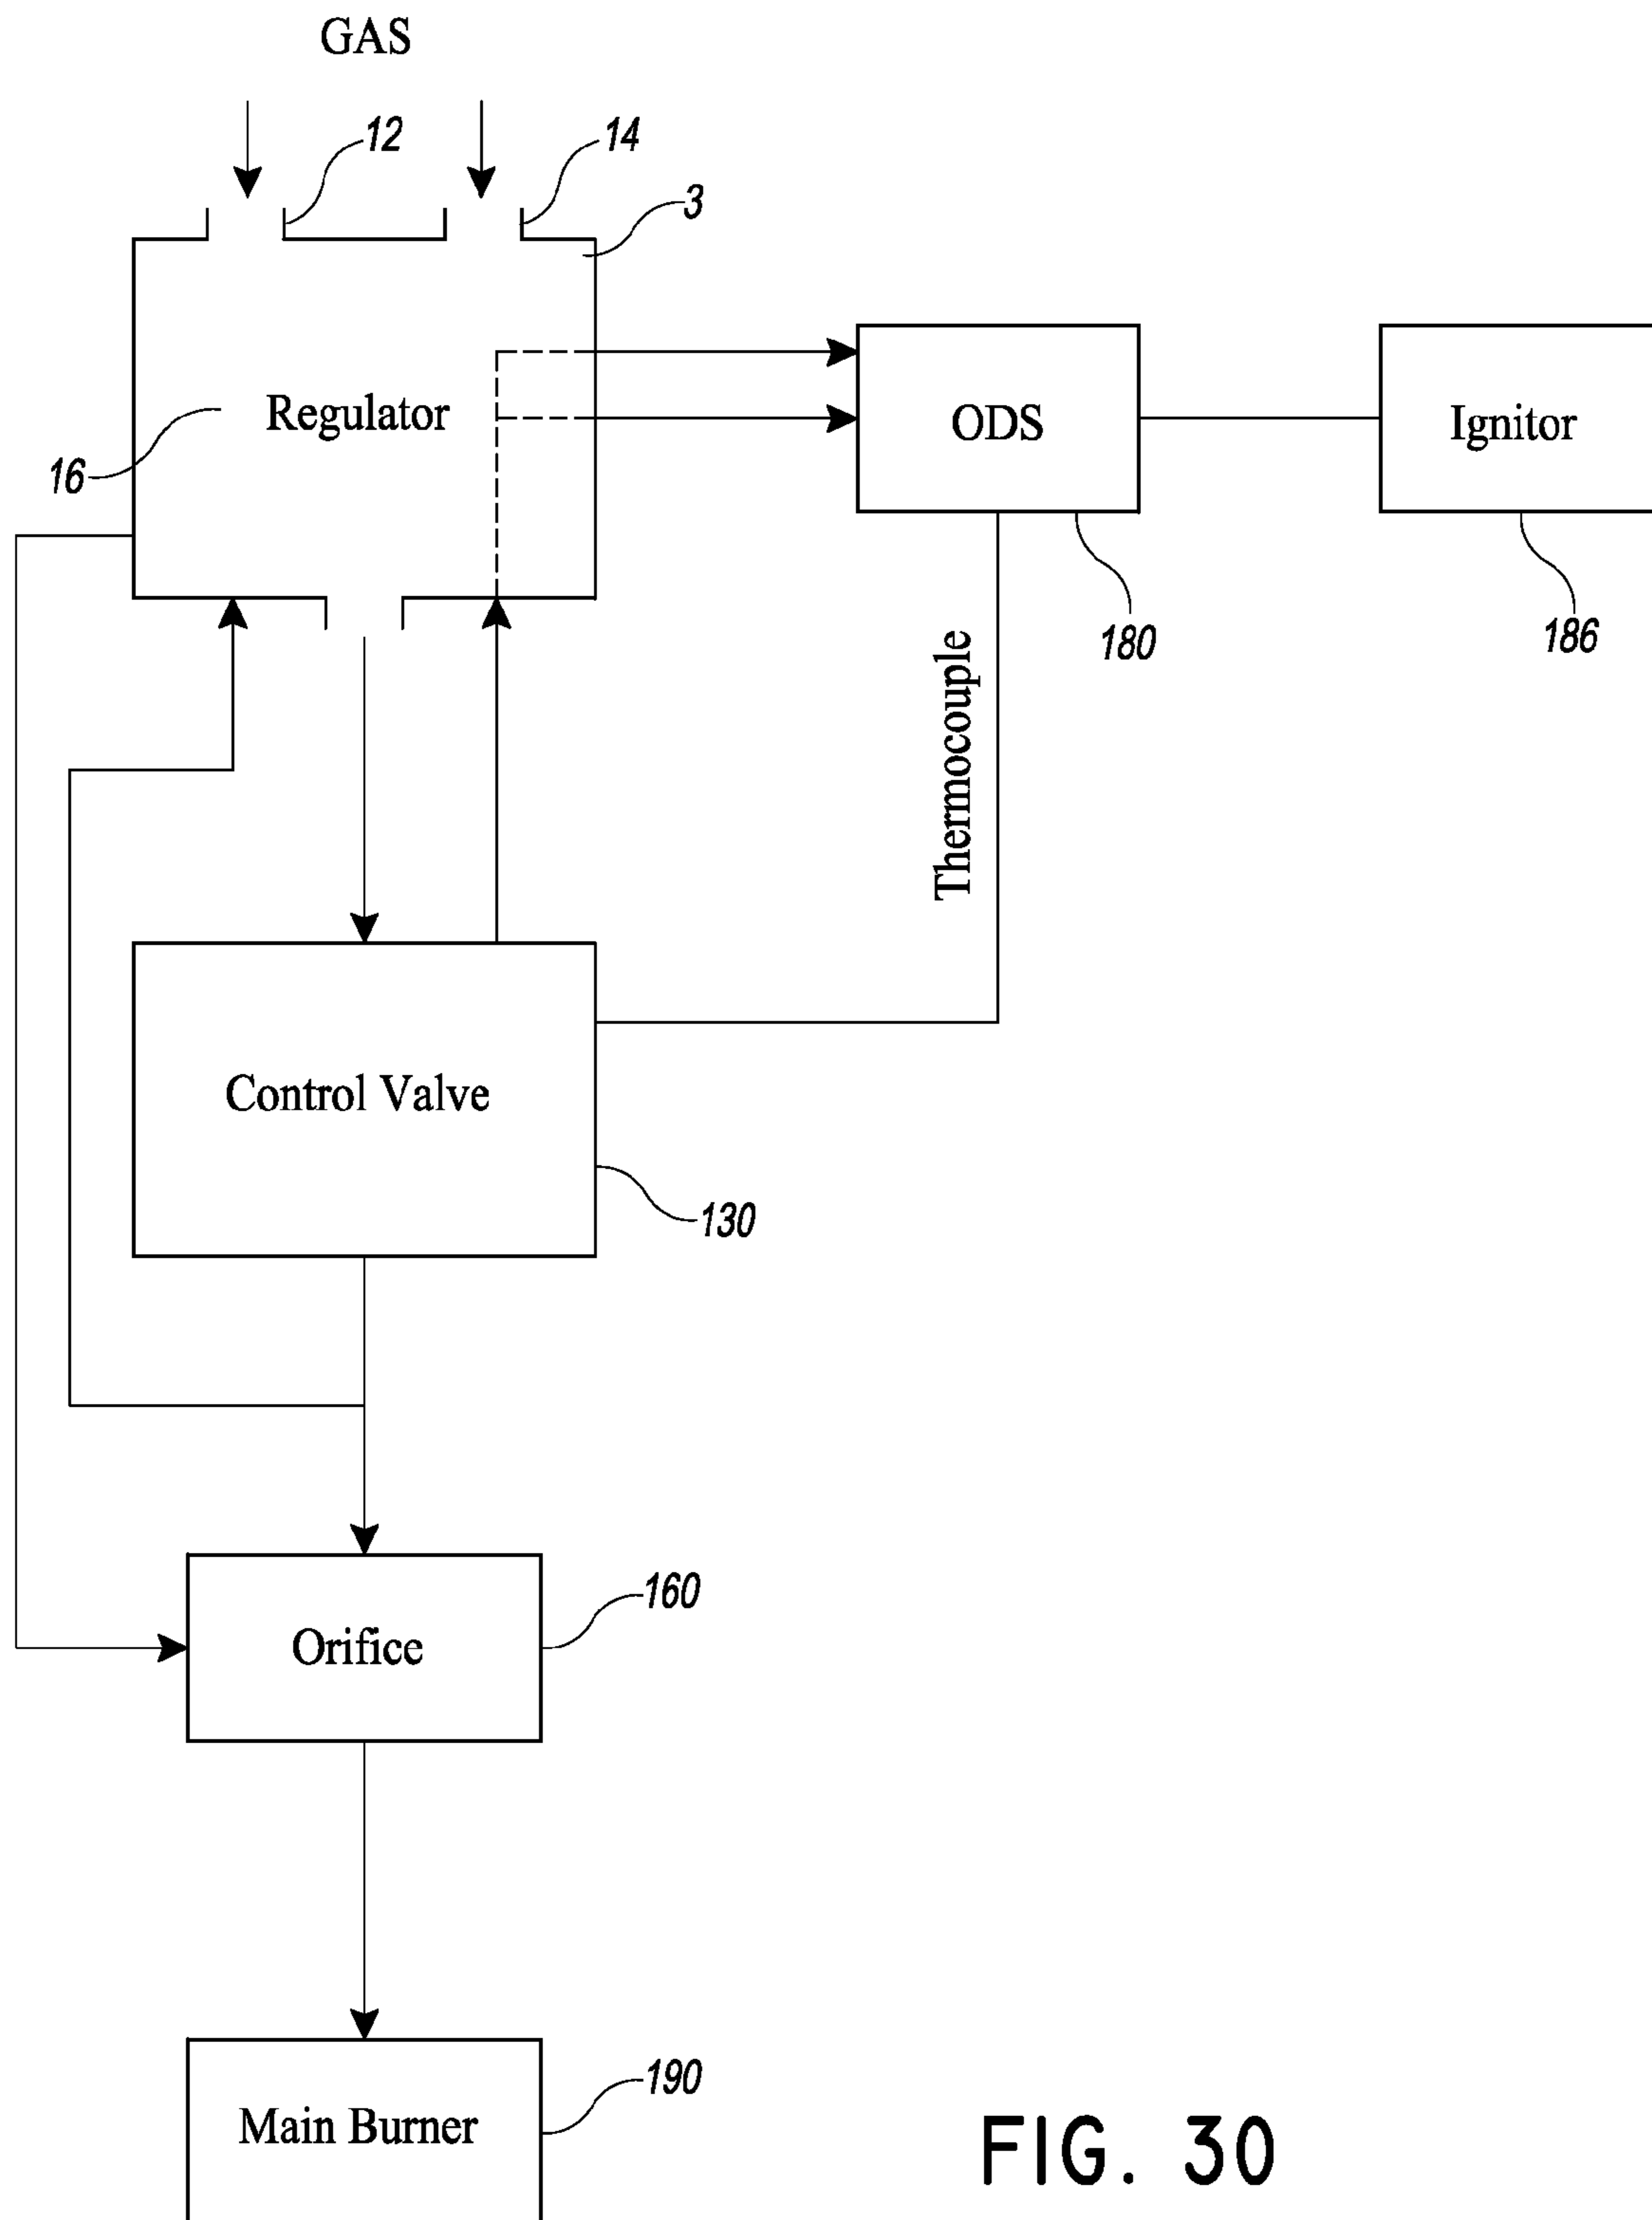 GAS
12
14
3
Regulator
16
ODS
Ignitor
180
186
Thermocouple
Control Valve
130
160
Orifice
190
Main Burner
FIG. 30